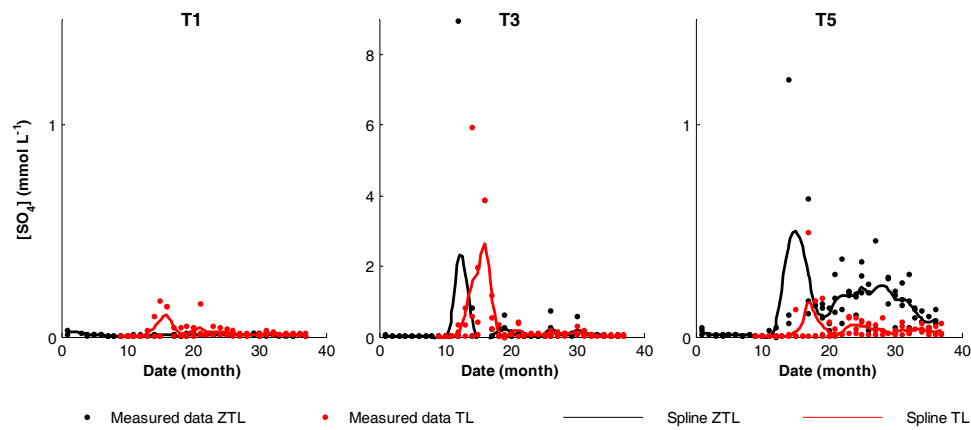 T1 T3 T5
[SO4] (mmol L-1)
1
0
0 10 20 30 40
Date (month)
8
6
4
2
0
0 10 20 30 40
Date (month)
1
0
0 10 20 30 40
Date (month)
Measured data ZTL Measured data TL Spline ZTL Spline TL